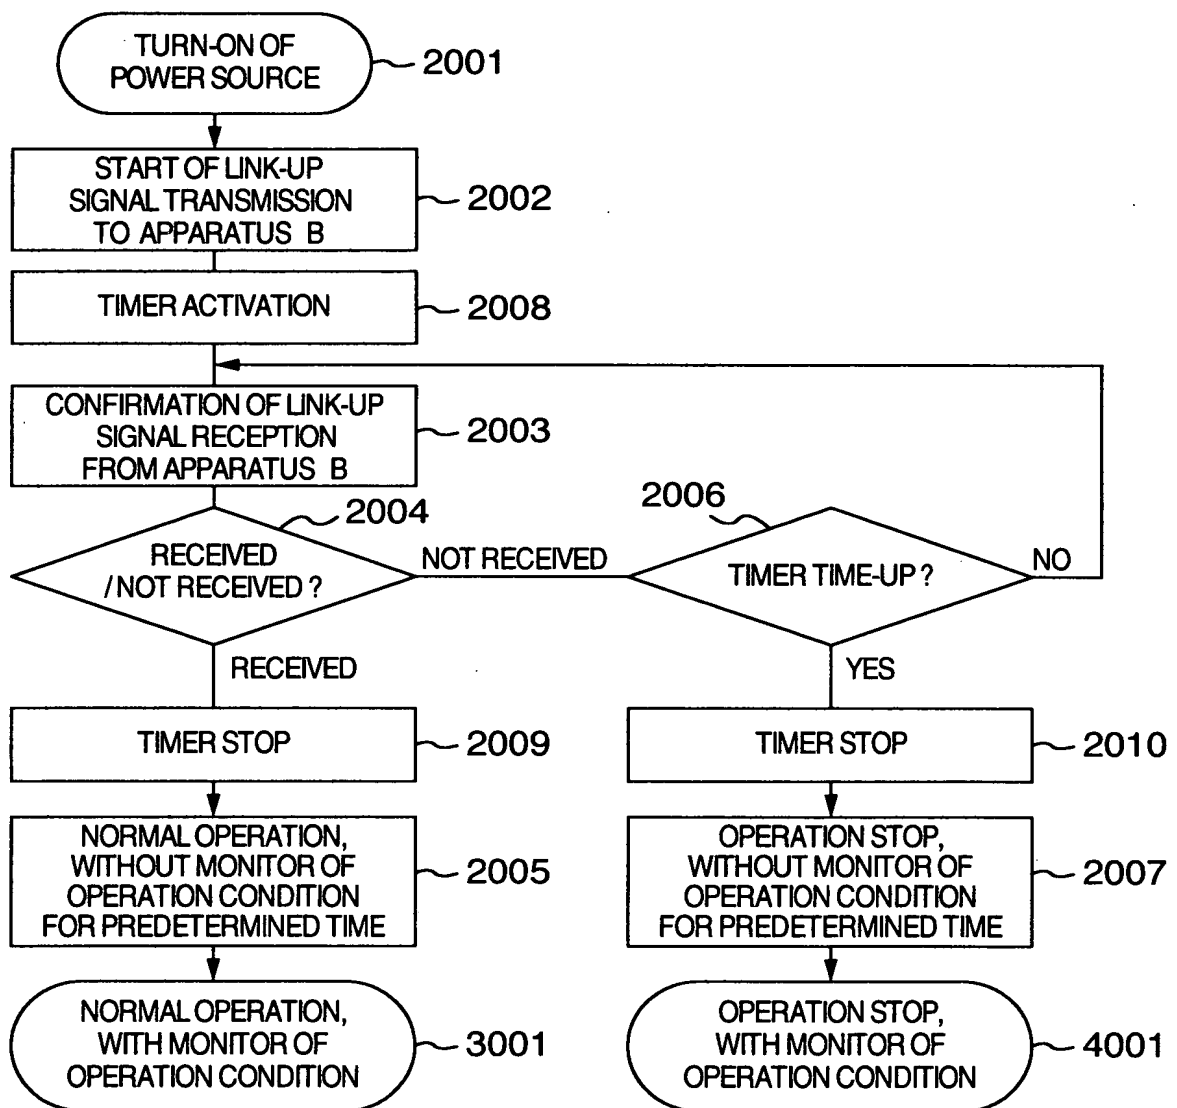 TURN-ON OF
POWER SOURCE
2001
START OF LINK-UP
SIGNAL TRANSMISSION
TO APPARATUS B
2002
TIMER ACTIVATION
2008
CONFIRMATION OF LINK-UP
SIGNAL RECEPTION
FROM APPARATUS B
2003
2004
RECEIVED
/NOT RECEIVED ?
NOT RECEIVED
2006
TIMER TIME-UP ?
NO
RECEIVED
YES
TIMER STOP
2009
TIMER STOP
2010
NORMAL OPERATION,
WITHOUT MONITOR OF
OPERATION CONDITION
FOR PREDETERMINED TIME
2005
OPERATION STOP,
WITHOUT MONITOR OF
OPERATION CONDITION
FOR PREDETERMINED TIME
2007
NORMAL OPERATION,
WITH MONITOR OF
OPERATION CONDITION
3001
OPERATION STOP,
WITH MONITOR OF
OPERATION CONDITION
4001